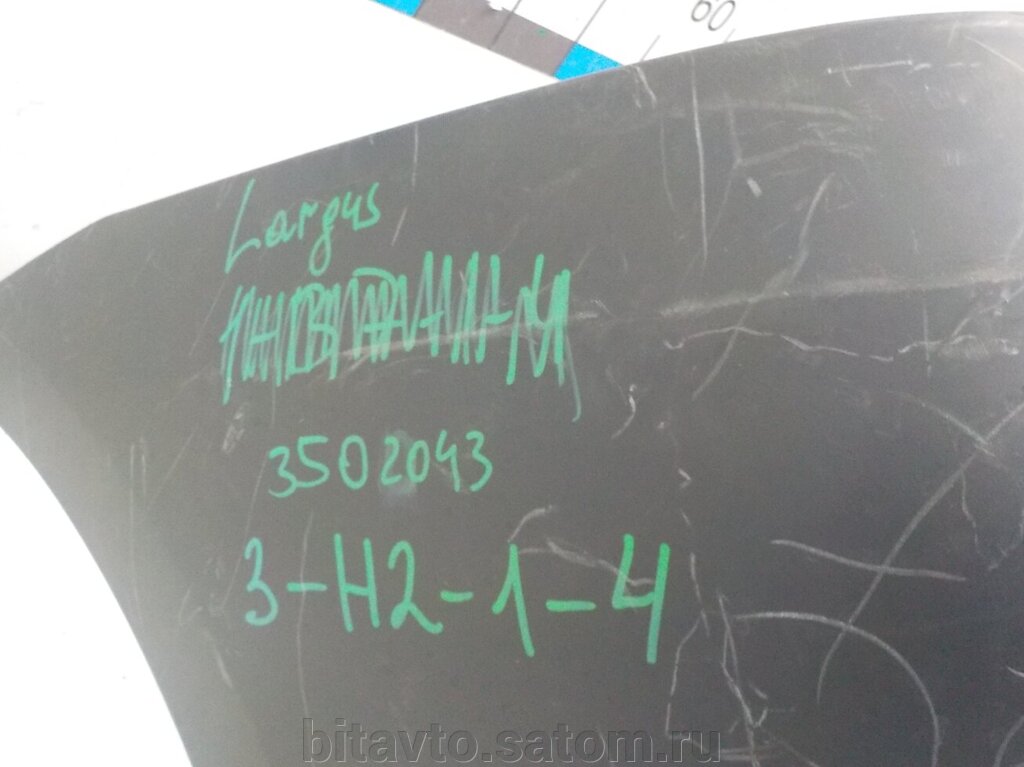 60
Largus
3502043
3-H2-1-4
bitavto.satom.ru